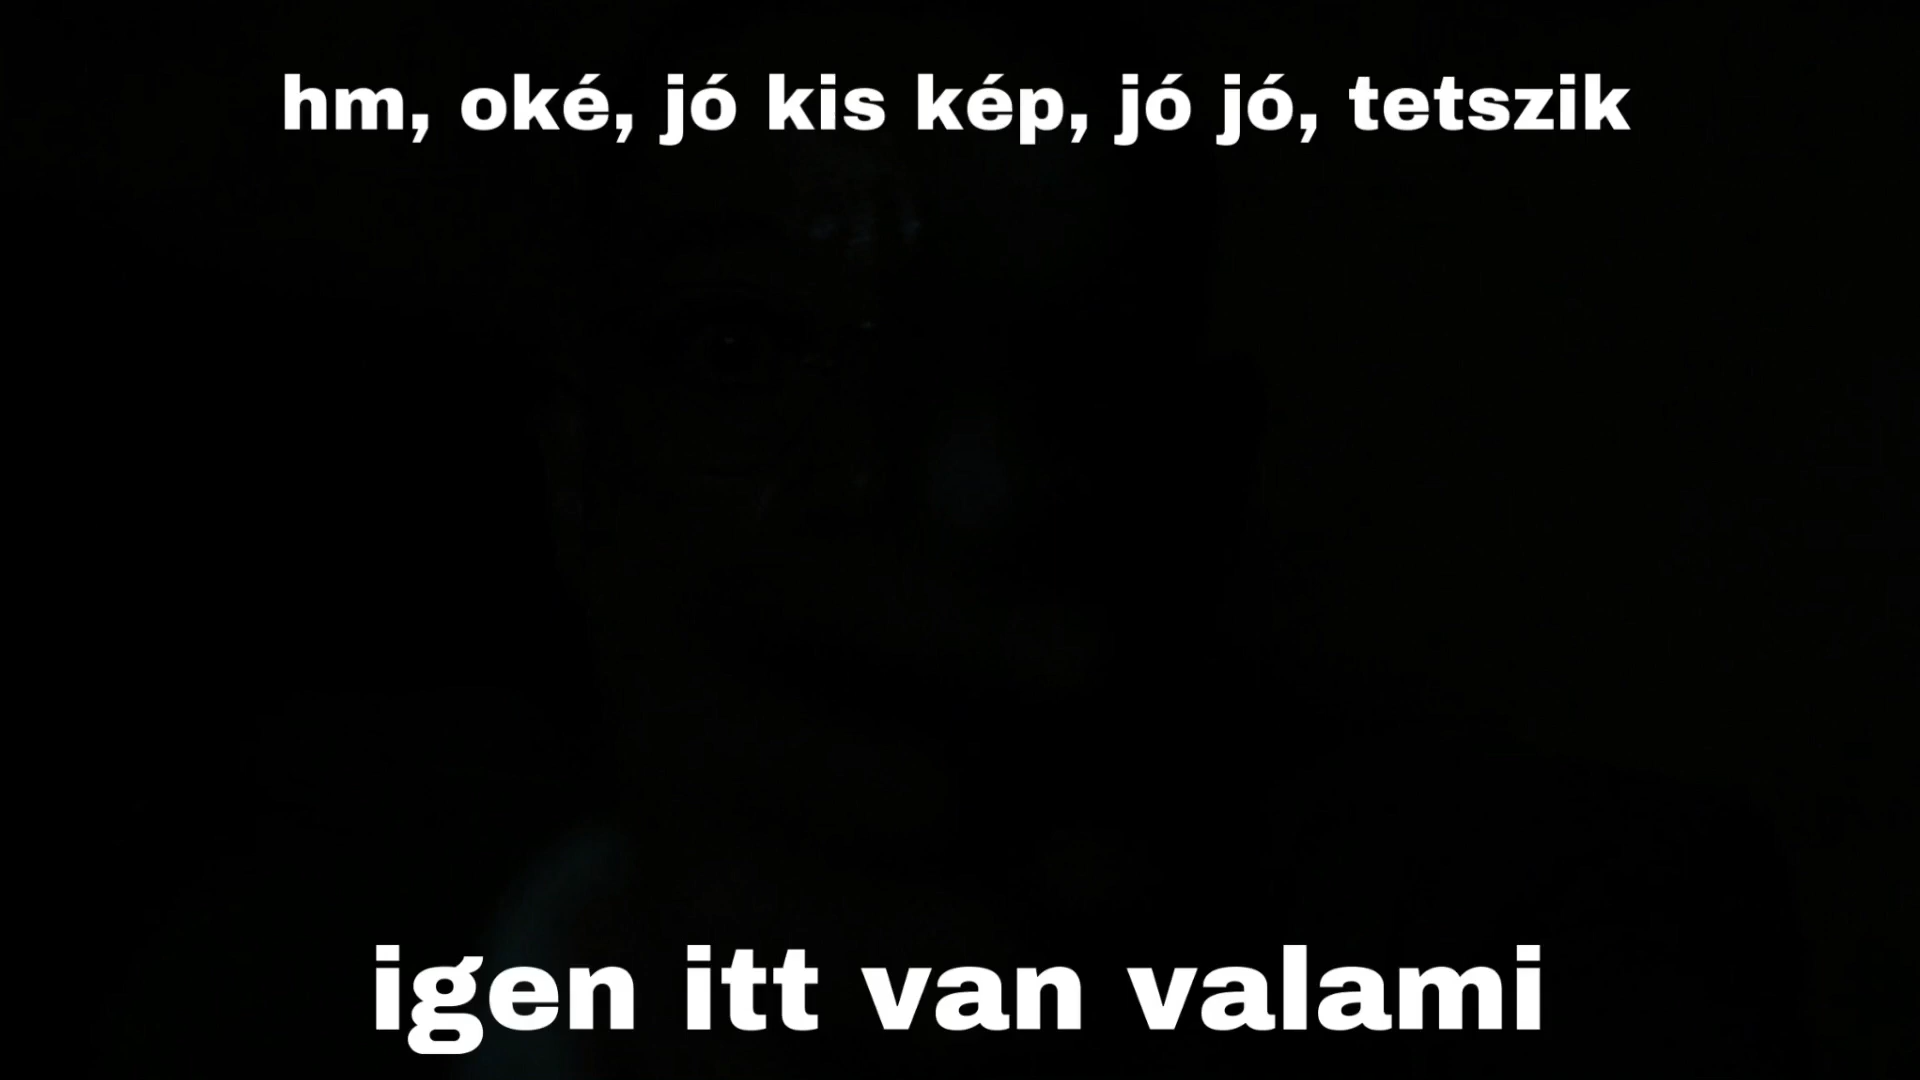 hm, oké, jó kis kép, jó jó, tetszik
igen itt van valami